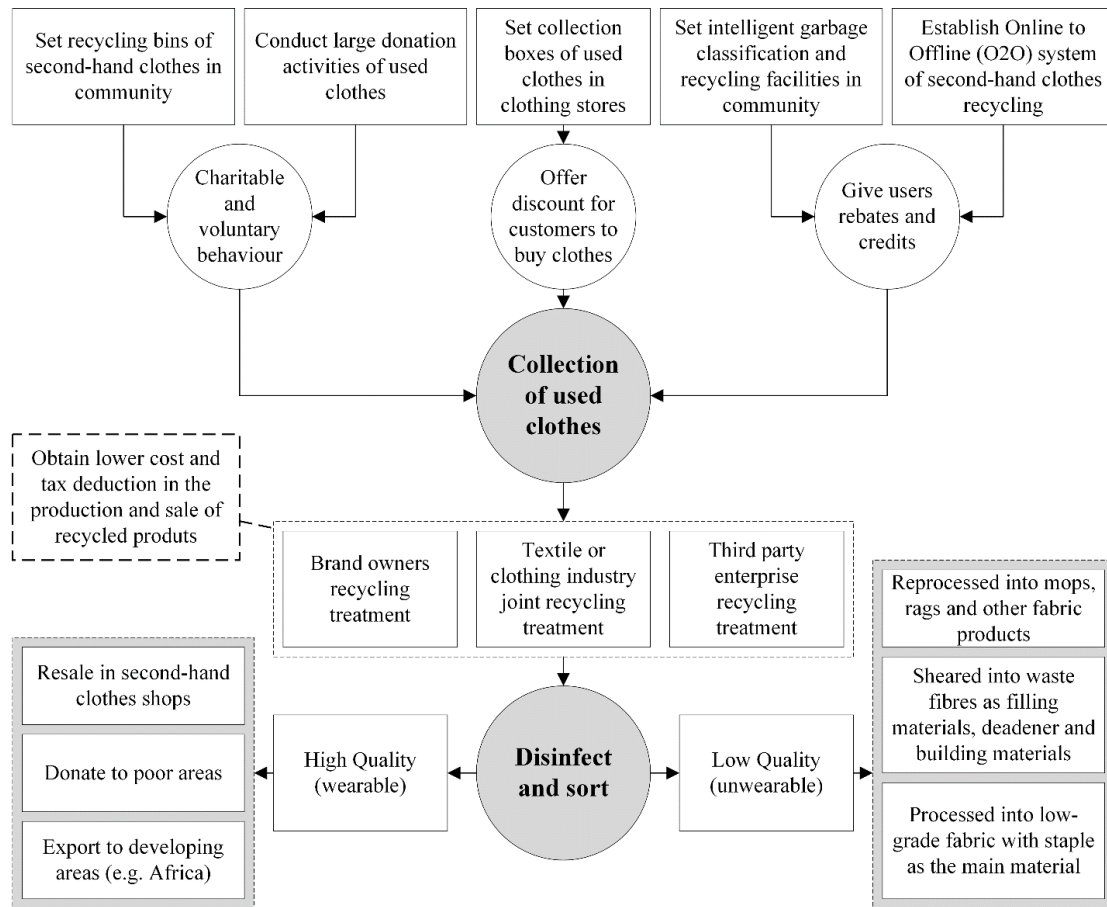 Set recycling bins of
second-hand clothes in
community
Conduct large donation
activities of used
clothes
Set collection
boxes of used
clothes in
clothing stores
Set intelligent garbage
classification and
recycling facilities in
community
Establish Online to
Offline (O2O) system
of second-hand clothes
recycling
Charitable
and
voluntary
behaviour
Offer
discount for
customers to
buy clothes
Give users
rebates and
credits
Collection
of used
clothes
Obtain lower cost and
tax deduction in the
production and sale of
recycled produts
Brand owners
recycling
treatment
Textile or
clothing industry
joint recycling
treatment
Third party
enterprise
recycling
treatment
Resale in second-hand
clothes shops
Donate to poor areas
Export to developing
areas (e.g. Africa)
High Quality
(wearable)
Disinfect
and sort
Low Quality
(unwearable)
Reprocessed into mops,
rags and other fabric
products
Sheared into waste
fibres as filling
materials, deadener and
building materials
Processed into low-
grade fabric with staple
as the main material